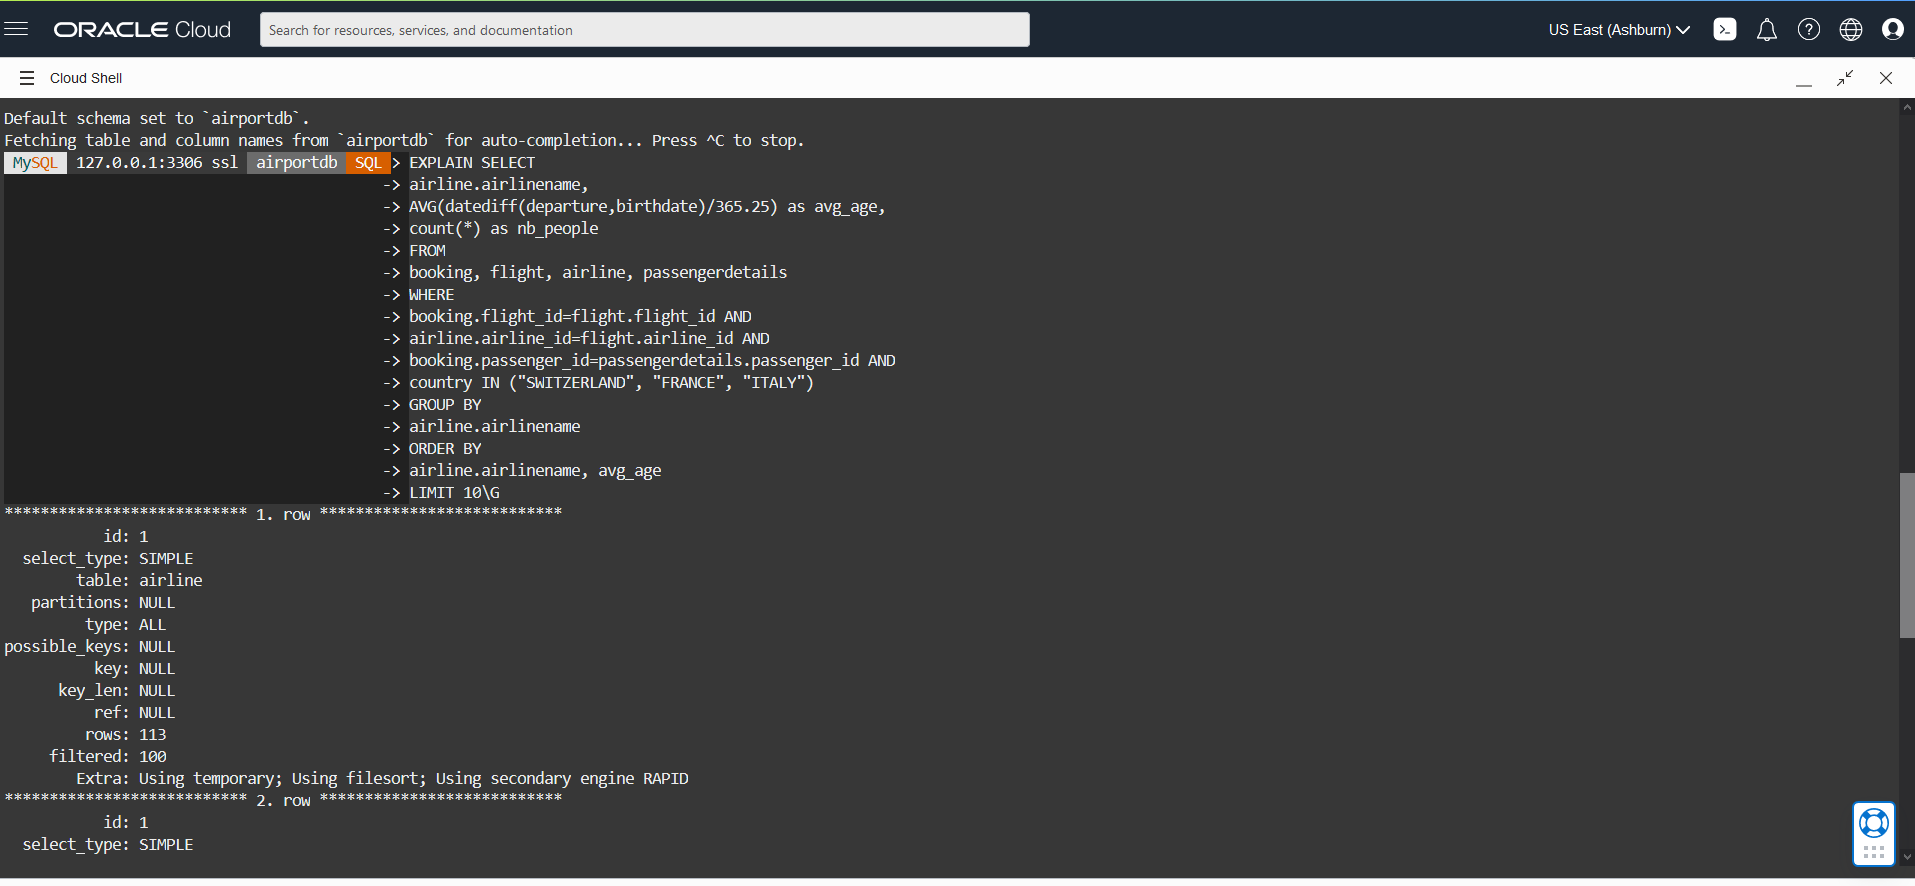 ORACLE Cloud
Search for resources, services, and documentation
US East (Ashburn)
Cloud Shell
Default schema set to `airportdb`.
Fetching table and column names from `airportdb` for auto-completion... Press ^C to stop.
MySQL 127.0.0.1:3306 ssl airportdb SQL > EXPLAIN SELECT
-> airline.airlinename,
-> AVG(datediff(departure,birthdate)/365.25) as avg_age,
-> count(*) as nb_people
-> FROM
-> booking, flight, airline, passengerdetails
-> WHERE
-> booking.flight_id=flight.flight_id AND
-> airline.airline_id=flight.airline_id AND
-> booking.passenger_id=passengerdetails.passenger_id AND
-> country IN ("SWITZERLAND", "FRANCE", "ITALY")
-> GROUP BY
-> airline.airlinename
-> ORDER BY
-> airline.airlinename, avg_age
-> LIMIT 10\G
*************************** 1. row ***************************
id: 1
select_type: SIMPLE
table: airline
partitions: NULL
type: ALL
possible_keys: NULL
key: NULL
key_len: NULL
ref: NULL
rows: 113
filtered: 100
Extra: Using temporary; Using filesort; Using secondary engine RAPID
*************************** 2. row ***************************
id: 1
select_type: SIMPLE